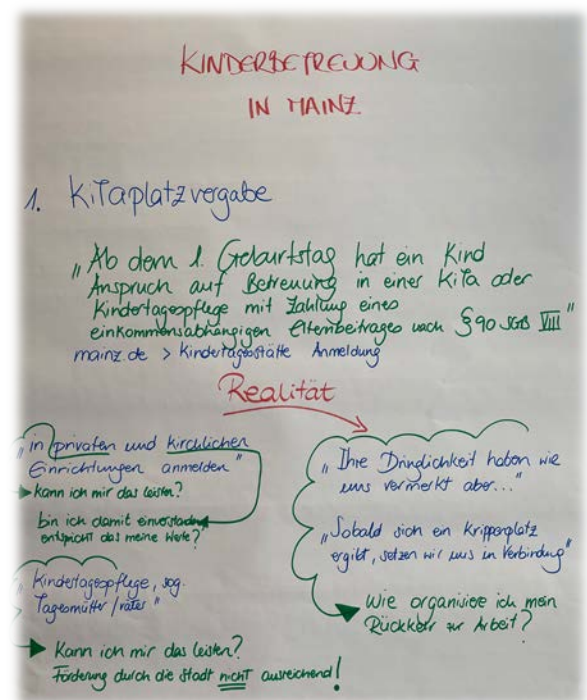 KINDERBETREUUNG
IN MAINZ
1. Kitaplatzvergabe
„Ab dem 1. Geburtstag hat ein Kind
Anspruch auf Betreuung in einer Kita oder
Kindertagespflege mit Zahlung eines
einkommensabhängigen Elternbeitrages nach § 90 SGB VIII"
mainz.de > Kindertagesstätte Anmeldung
Realität
„in privaten und kirchlichen
Einrichtungen anmelden"
kann ich mir das leisten?
bin ich damit einverstanden
entspicht das meine Werte?
„Kindertagespflege, sog.
Tagesmütter / väter"
Kann ich mir das leisten?
Förderung durch die Stadt nicht ausreichend!
„Ihre Dringlichkeit haben wir
uns vermerkt aber..."
„Sobald sich ein Krippenplatz
ergibt, setzen wir uns in Verbindung"
Wie organisiere ich mein
Rückkehr zur Arbeit?